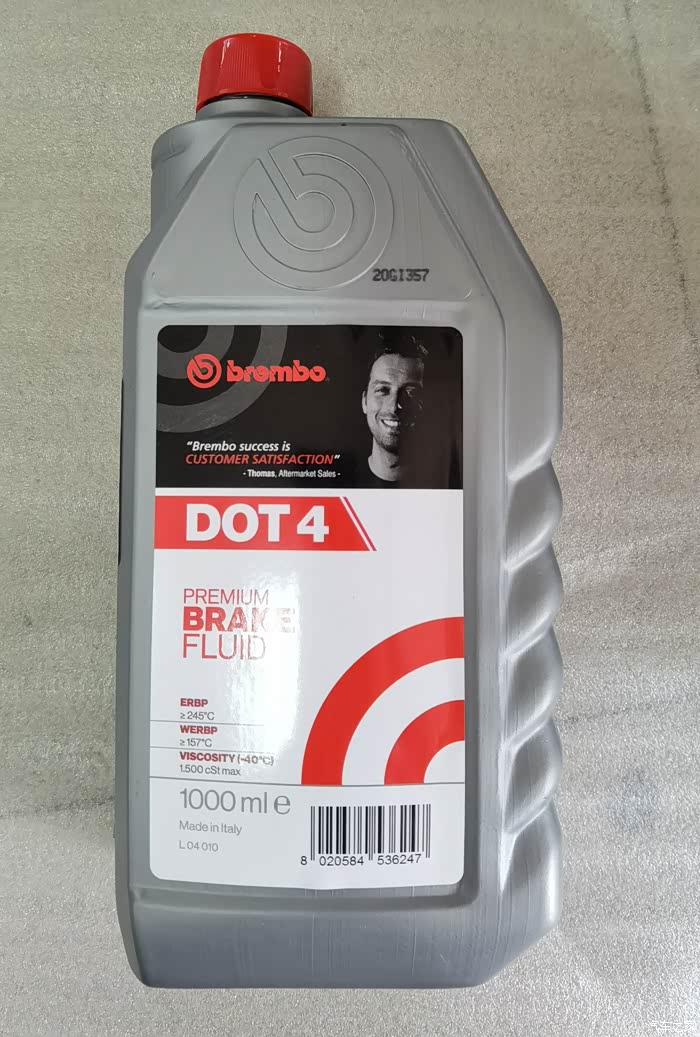 20G1357
brembo
"Brembo success is
CUSTOMER SATISFACTION"
- Thomas, Aftermarket Sales -
DOT 4
PREMIUM
BRAKE
FLUID
ERBP
≥ 245°C
WERBP
≥ 157°C
VISCOSITY (-40°C)
1.500 cSt max
1000 ml e
Made in Italy
L 04 010
8 020584 536247